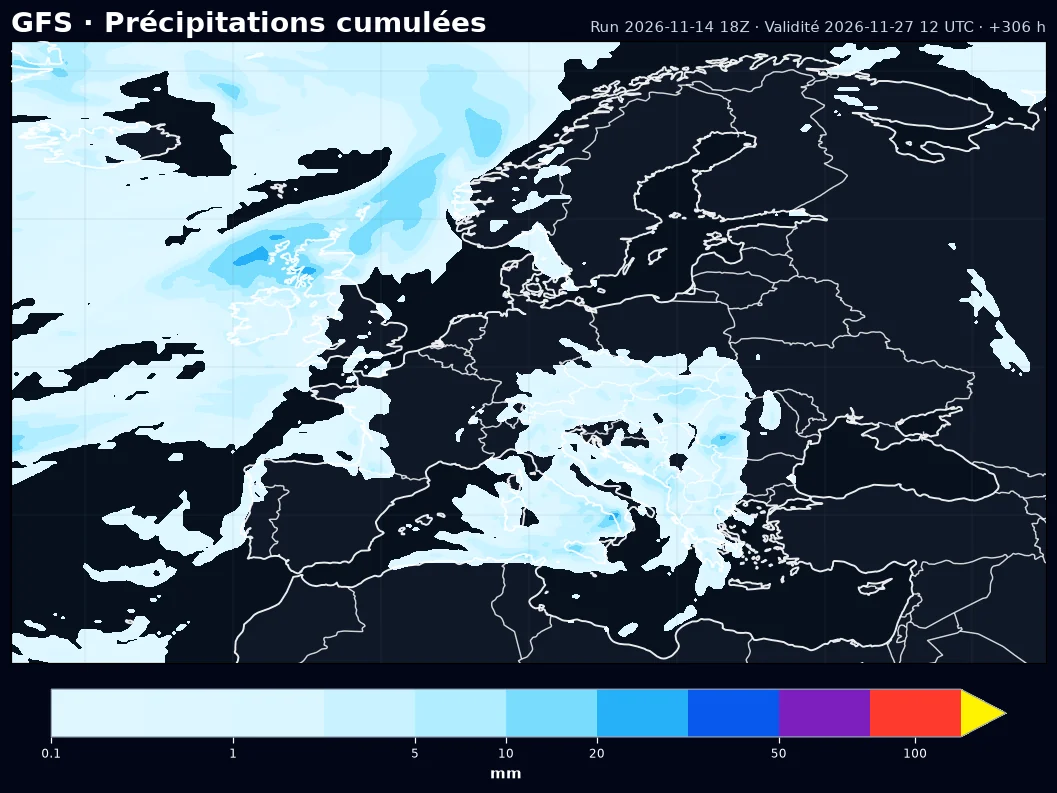 GFS · Précipitations cumulées
Run 2026-11-14 18Z · Validité 2026-11-27 12 UTC · +306 h
0.1 1 5 10 20 50 100
mm